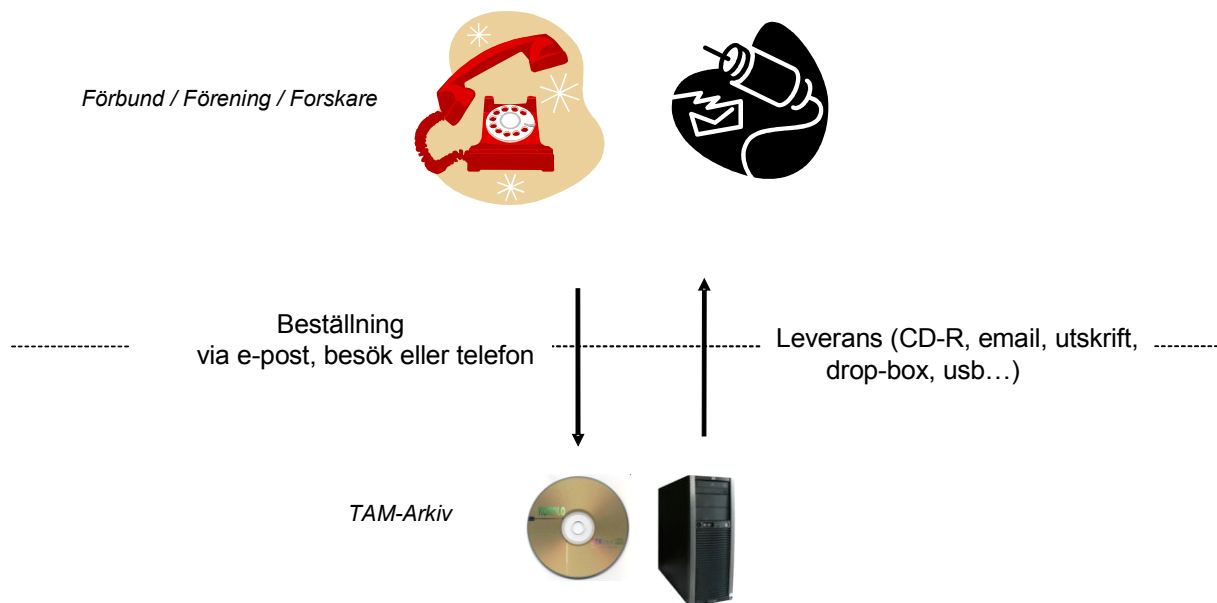 Förbund / Förening / Forskare
Beställning
via e-post, besök eller telefon
Leverans (CD-R, email, utskrift,
drop-box, usb…)
TAM-Arkiv